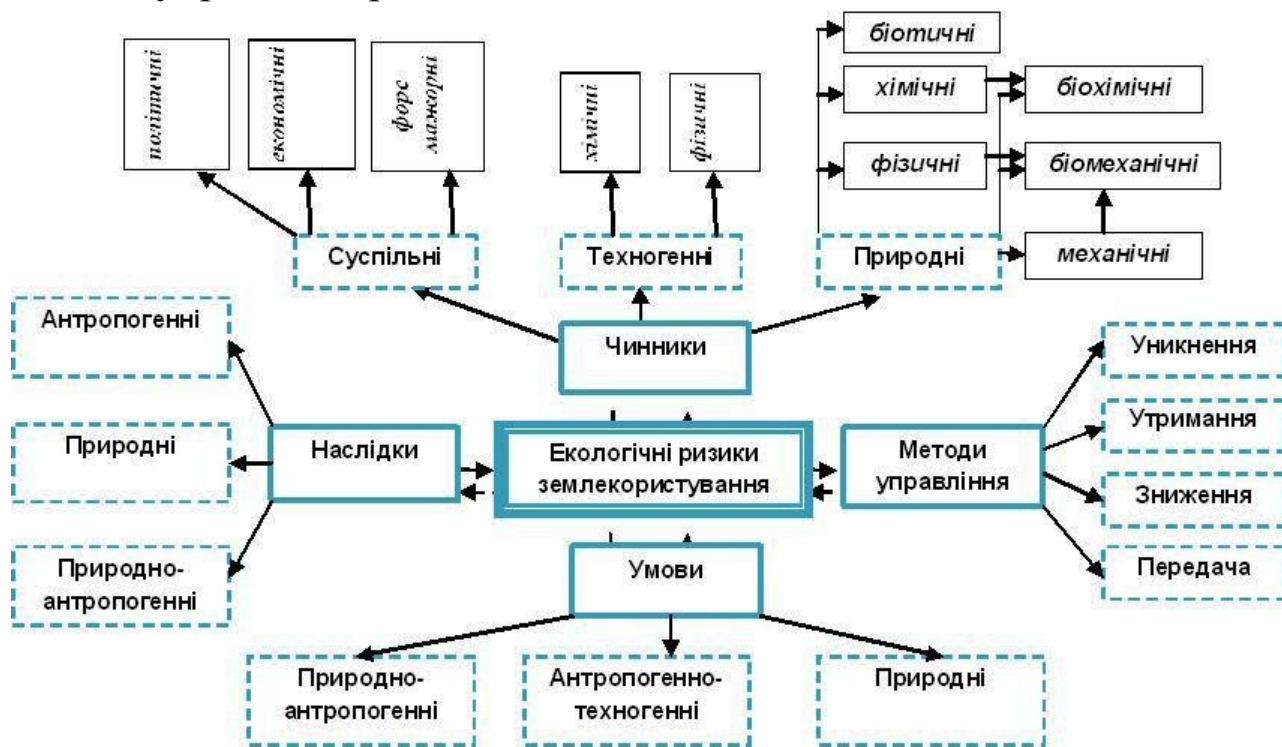 біотичні
політичні
економічні
форс
мажорні
хімічні
фізичні
хімічні
біохімічні
фізичні
біомеханічні
Суспільні
Техногенні
Природні
механічні
Антропогенні
Чинники
Уникнення
Природні
Наслідки
Екологічні ризики
землекористування
Методи
управління
Утримання
Зниження
Природно-
антропогенні
Умови
Передача
Природно-
антропогенні
Антропогенно-
техногенні
Природні